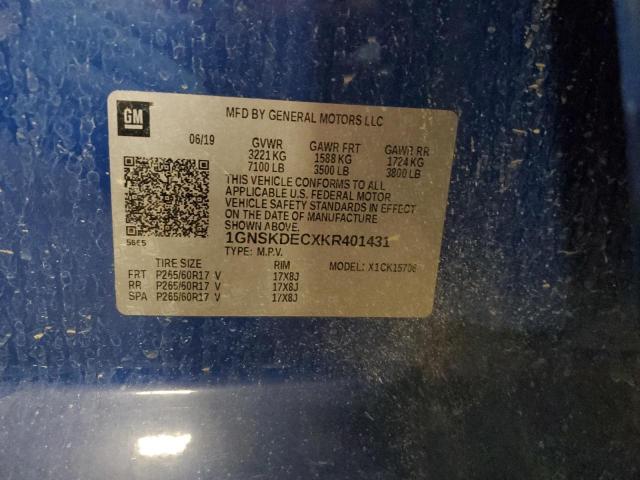 GM
MFD BY GENERAL MOTORS LLC
06/19 GVWR GAWR FRT GAWR RR
3221 KG 1588 KG 1724 KG
7100 LB 3500 LB 3800 LB
THIS VEHICLE CONFORMS TO ALL
APPLICABLE U.S. FEDERAL MOTOR
VEHICLE SAFETY STANDARDS IN EFFECT
ON THE DATE OF MANUFACTURE
SHOWN ABOVE.
1GNSKDECXKR401431
56E5
TYPE: M.P.V.
TIRE SIZE RIM MODEL: X1CK15706
FRT P265/60R17 V 17X8J
RR P265/60R17 V 17X8J
SPA P265/60R17 V 17X8J